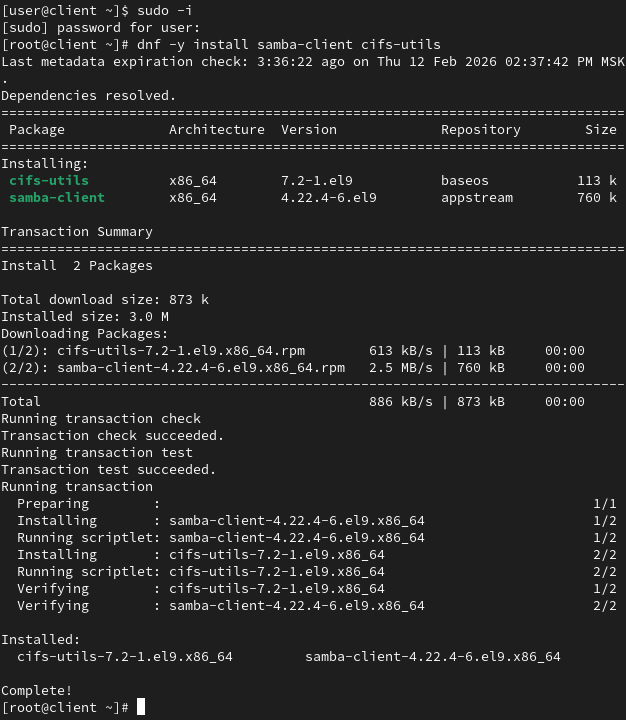 [user@client ~]$ sudo -i
[sudo] password for user:
[root@client ~]# dnf -y install samba-client cifs-utils
Last metadata expiration check: 3:36:22 ago on Thu 12 Feb 2026 02:37:42 PM MSK
.
Dependencies resolved.
==============================================================================
 Package             Architecture  Version             Repository        Size
==============================================================================
Installing:
 cifs-utils          x86_64        7.2-1.el9           baseos           113 k
 samba-client        x86_64        4.22.4-6.el9        appstream        760 k

Transaction Summary
==============================================================================
Install  2 Packages

Total download size: 873 k
Installed size: 3.0 M
Downloading Packages:
(1/2): cifs-utils-7.2-1.el9.x86_64.rpm        613 kB/s | 113 kB     00:00
(2/2): samba-client-4.22.4-6.el9.x86_64.rpm   2.5 MB/s | 760 kB     00:00
------------------------------------------------------------------------------
Total                                         886 kB/s | 873 kB     00:00
Running transaction check
Transaction check succeeded.
Running transaction test
Transaction test succeeded.
Running transaction
  Preparing        :                                                      1/1
  Installing       : samba-client-4.22.4-6.el9.x86_64                     1/2
  Running scriptlet: samba-client-4.22.4-6.el9.x86_64                     1/2
  Installing       : cifs-utils-7.2-1.el9.x86_64                          2/2
  Running scriptlet: cifs-utils-7.2-1.el9.x86_64                          2/2
  Verifying        : cifs-utils-7.2-1.el9.x86_64                          1/2
  Verifying        : samba-client-4.22.4-6.el9.x86_64                     2/2

Installed:
  cifs-utils-7.2-1.el9.x86_64         samba-client-4.22.4-6.el9.x86_64

Complete!
[root@client ~]#